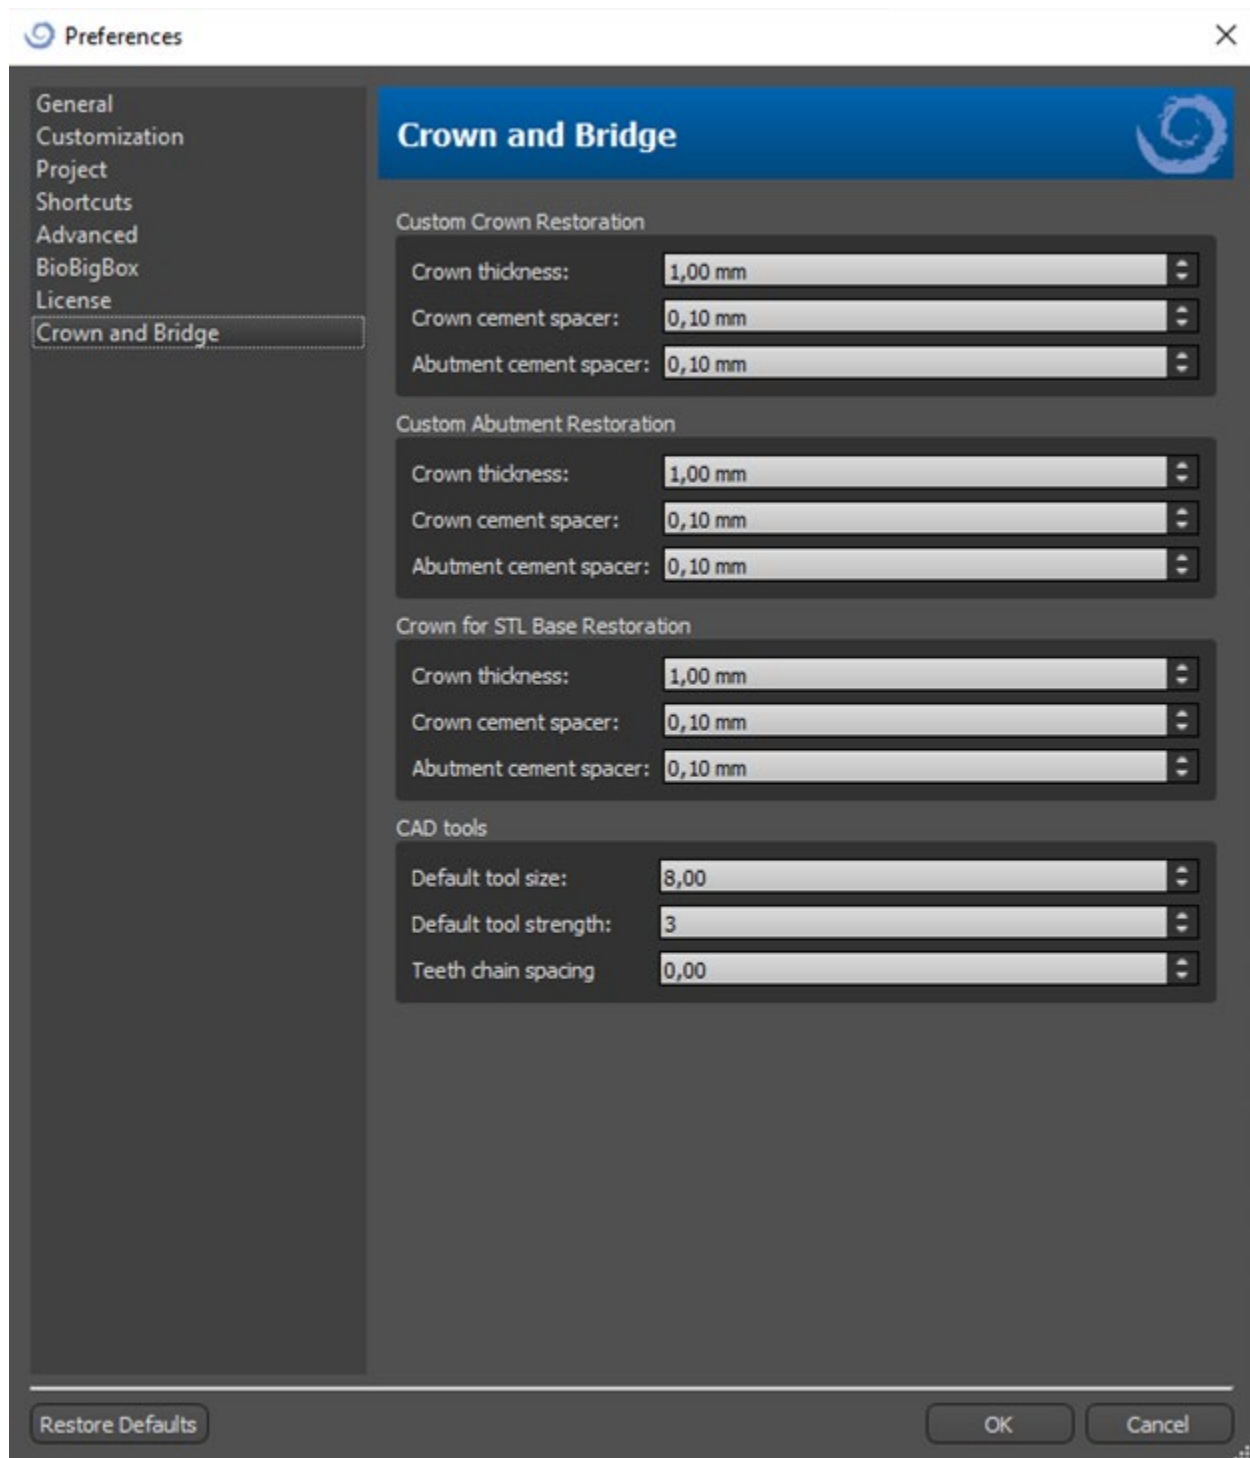 Preferences
General
Customization
Project
Shortcuts
Advanced
BioBigBox
License
Crown and Bridge
Crown and Bridge
Custom Crown Restoration
Crown thickness: 1,00 mm
Crown cement spacer: 0,10 mm
Abutment cement spacer: 0,10 mm
Custom Abutment Restoration
Crown thickness: 1,00 mm
Crown cement spacer: 0,10 mm
Abutment cement spacer: 0,10 mm
Crown for STL Base Restoration
Crown thickness: 1,00 mm
Crown cement spacer: 0,10 mm
Abutment cement spacer: 0,10 mm
CAD tools
Default tool size: 8,00
Default tool strength: 3
Teeth chain spacing 0,00
Restore Defaults OK Cancel